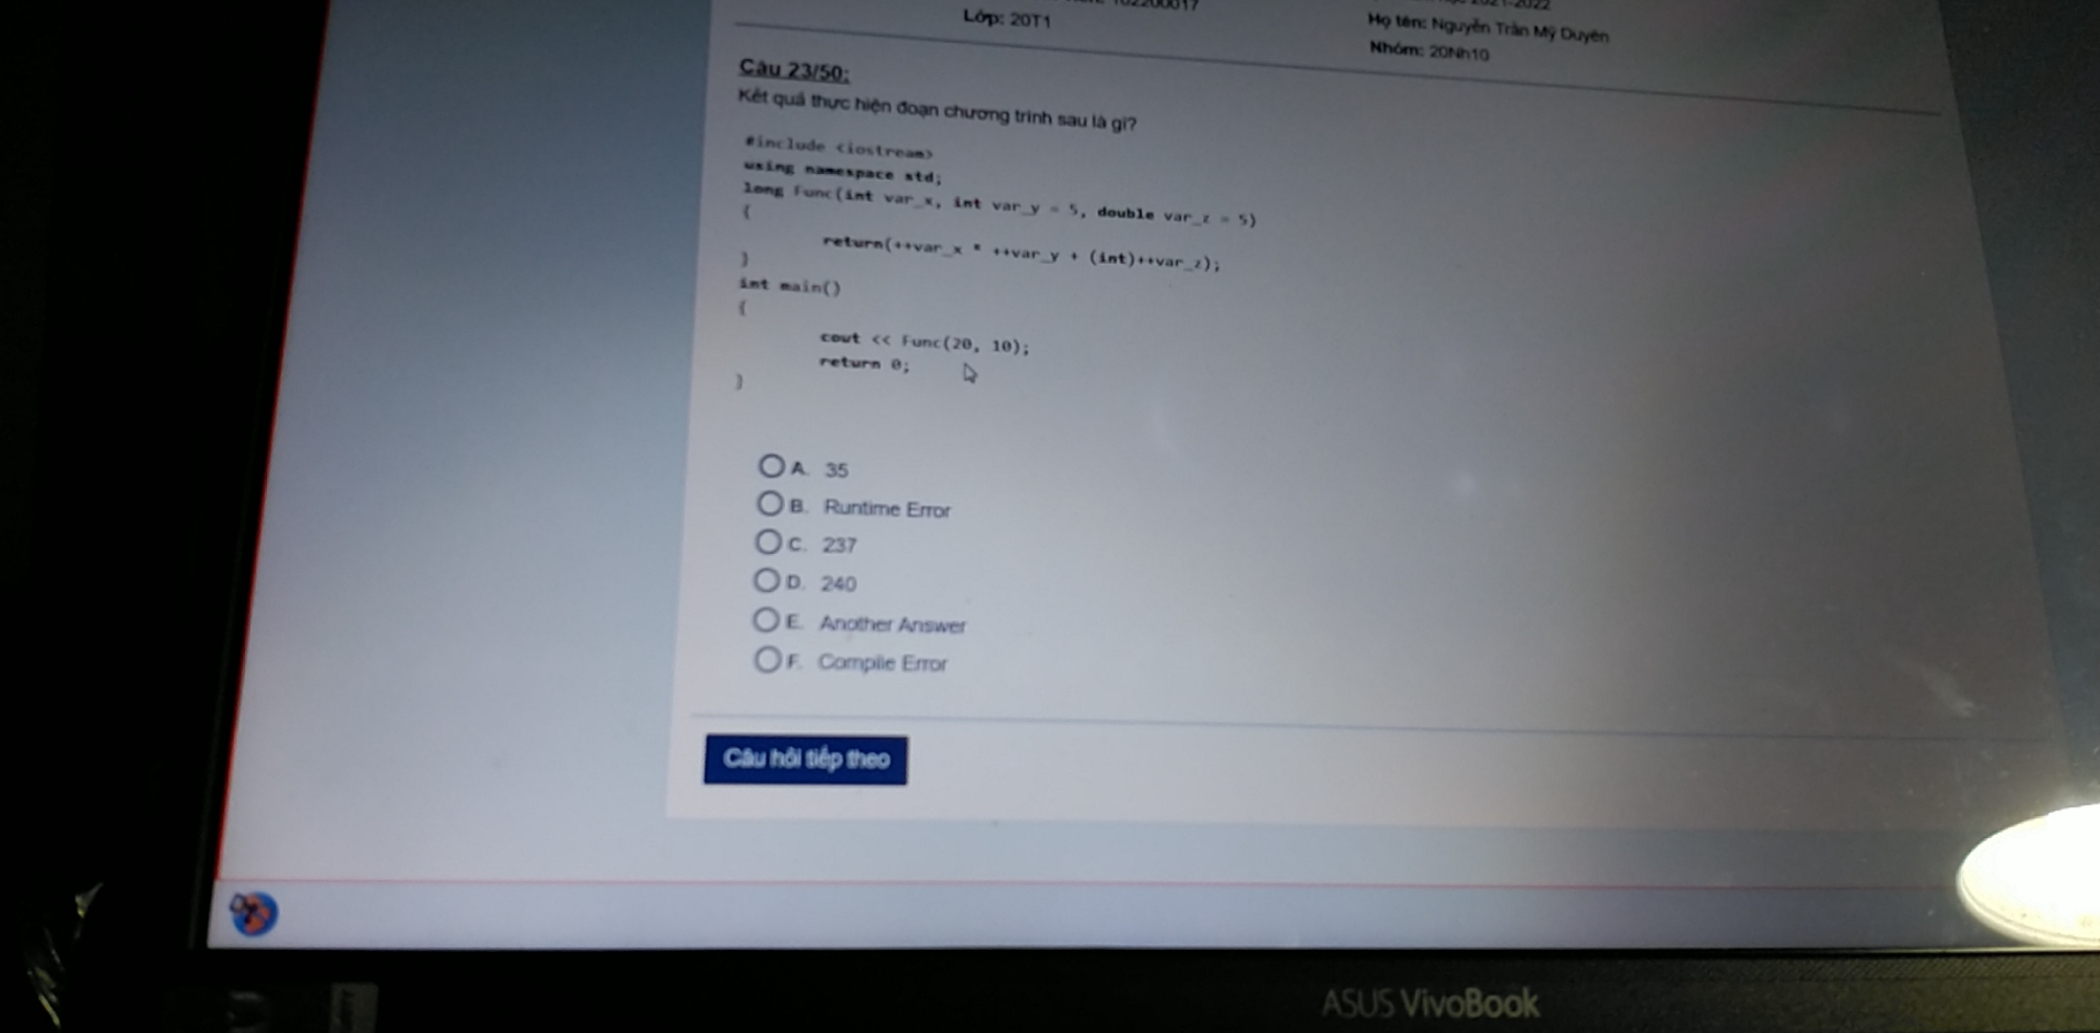 102200017
2021-2022
Lớp: 20T1
Họ tên: Nguyễn Trần Mỹ Duyên
Nhóm: 20Nh10
Câu 23/50:
Kết quả thực hiện đoạn chương trình sau là gì?
#include <iostream>
using namespace std;
long Func(int var_x, int var_y = 5, double var_z = 5)
{
return(++var_x * ++var_y + (int)++var_z);
}
int main()
{
cout << Func(20, 10);
return 0;
}
A. 35
B. Runtime Error
C. 237
D. 240
E. Another Answer
F. Complie Error
Câu hỏi tiếp theo
ASUS VivoBook